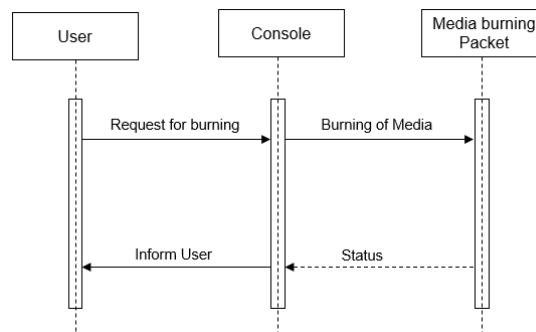 User
Console
Media burning
Packet
Request for burning
Burning of Media
Inform User
Status